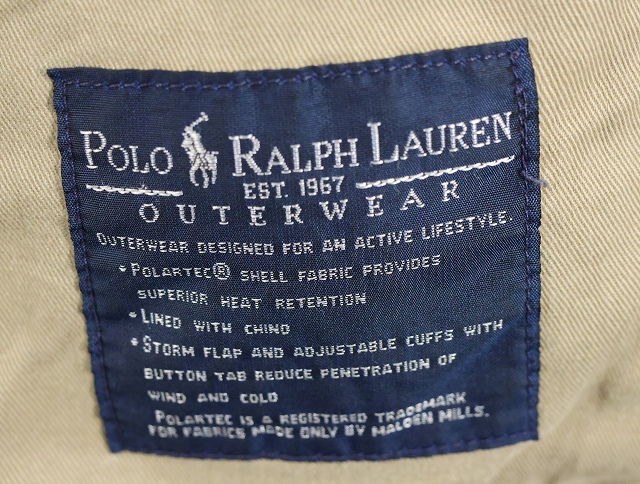 POLO RALPH LAUREN
EST. 1967
OUTERWEAR
OUTERWEAR DESIGNED FOR AN ACTIVE LIFESTYLE.
• POLARTEC® SHELL FABRIC PROVIDES
SUPERIOR HEAT RETENTION
• LINED WITH CHINO
• STORM FLAP AND ADJUSTABLE CUFFS WITH
BUTTON TAB REDUCE PENETRATION OF
WIND AND COLD
POLARTEC IS A REGISTERED TRADEMARK
FOR FABRICS MADE ONLY BY MALDEN MILLS.